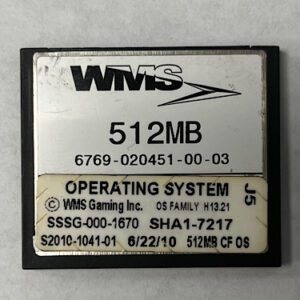 WMS
512MB
6769-020451-00-03
OPERATING SYSTEM J5
© WMS Gaming Inc. OS FAMILY H13.21
SSSG-000-1670 SHA1-7217
S2010-1041-01 6/22/10 512MB CF OS